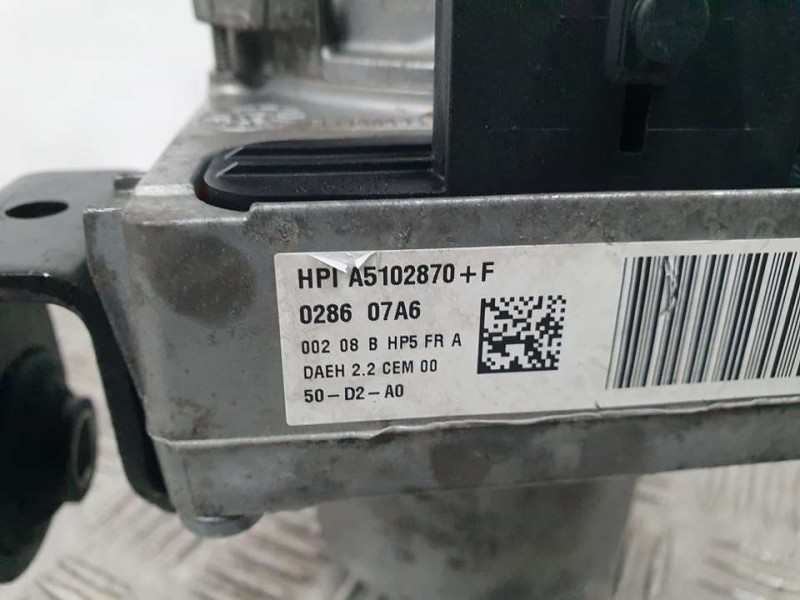 HPI A5102870+F
0286 07A6
002 08 B HP5 FR A
DAEH 2.2 CEM 00
50-D2-A0